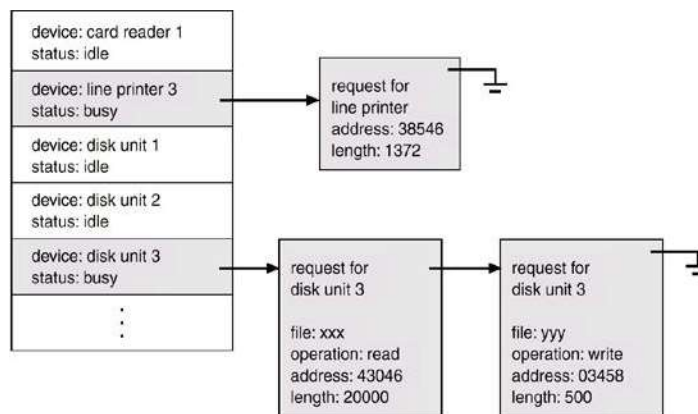 device: card reader 1
status: idle
device: line printer 3
status: busy
device: disk unit 1
status: idle
device: disk unit 2
status: idle
device: disk unit 3
status: busy
request for
line printer
address: 38546
length: 1372
request for
disk unit 3
file: xxx
operation: read
address: 43046
length: 20000
request for
disk unit 3
file: yyy
operation: write
address: 03458
length: 500